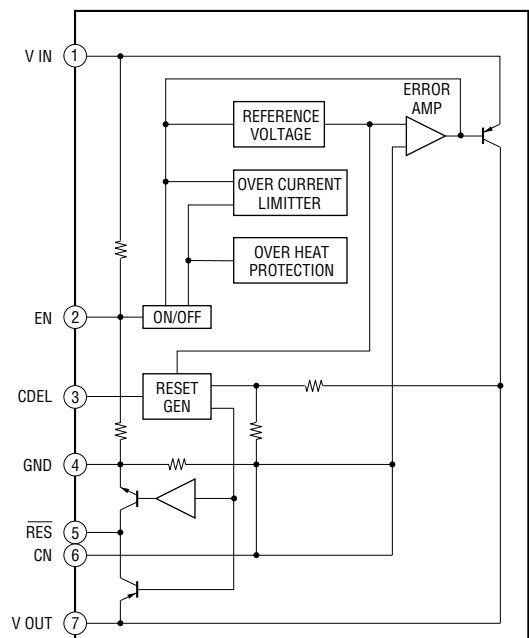 V IN
1
ERROR
AMP
REFERENCE
VOLTAGE
OVER CURRENT
LIMITTER
OVER HEAT
PROTECTION
EN
2
ON/OFF
CDEL
3
RESET
GEN
GND
4
RES
5
CN
6
V OUT
7